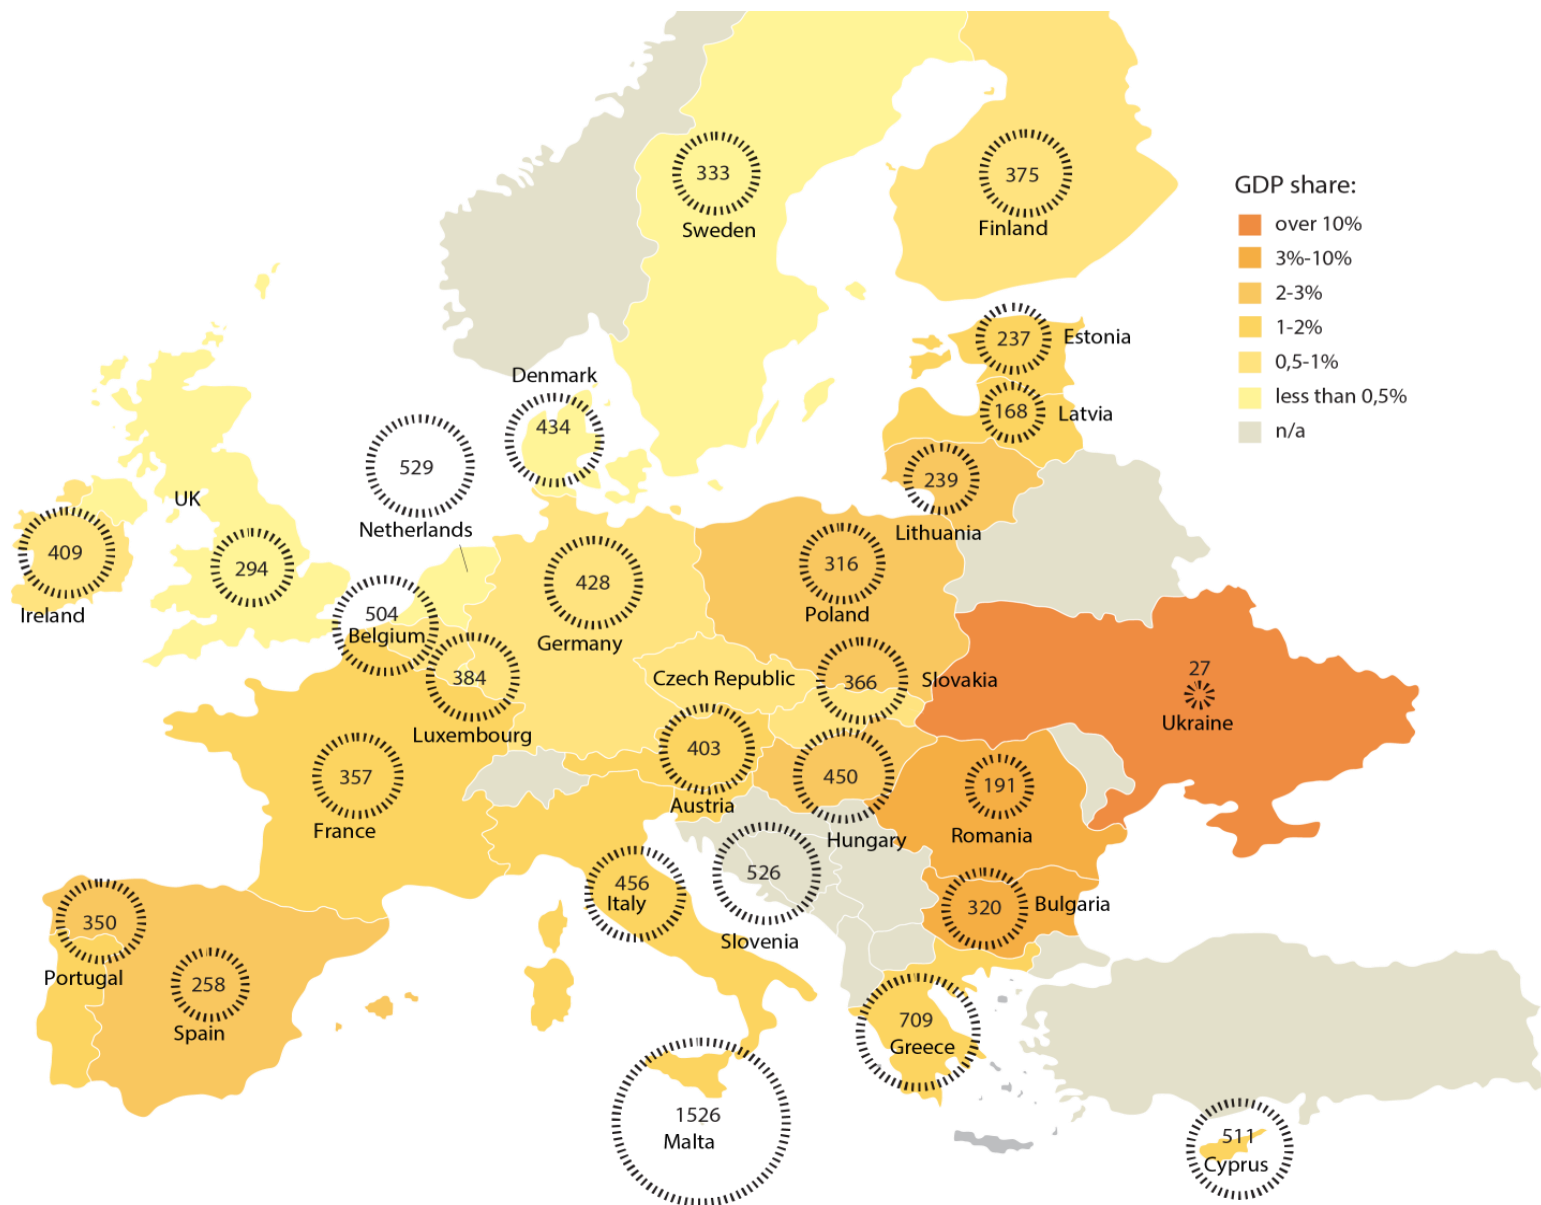 333
Sweden
375
Finland
GDP share:
over 10%
3%-10%
2-3%
1-2%
0,5-1%
less than 0,5%
n/a
237
Estonia
Denmark
434
168
Latvia
529
Netherlands
239
Lithuania
UK
409
Ireland
294
504
Belgium
428
Germany
316
Poland
384
Luxembourg
Czech Republic
366
Slovakia
27
Ukraine
357
France
403
Austria
450
Hungary
191
Romania
456
Italy
526
Slovenia
320
Bulgaria
350
Portugal
258
Spain
709
Greece
1526
Malta
511
Cyprus